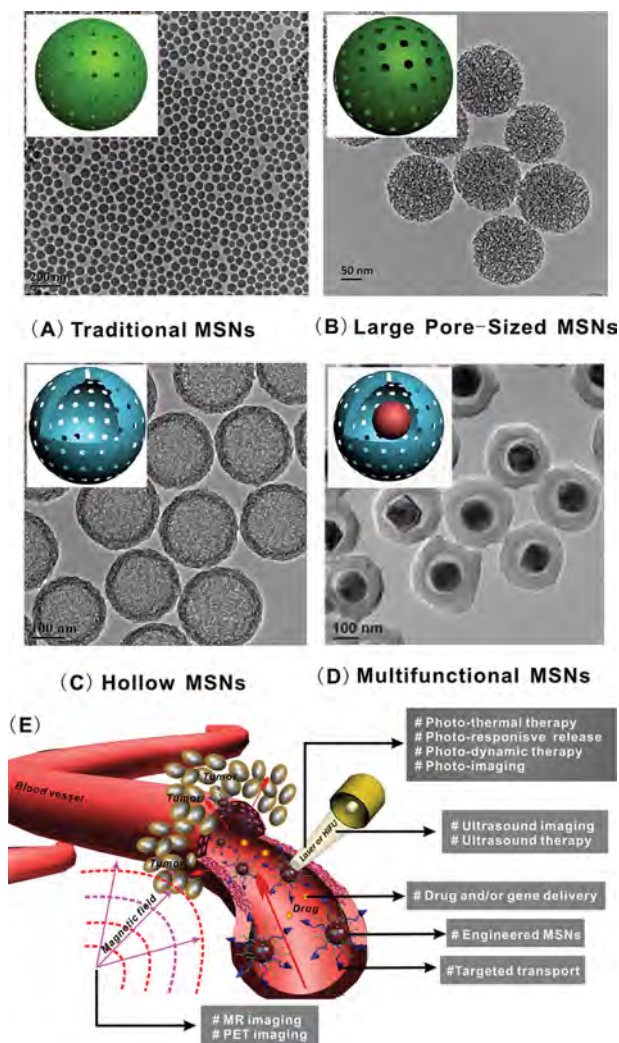 200 nm
50 nm
(A) Traditional MSNs
(B) Large Pore-Sized MSNs
100 nm
100 nm
(C) Hollow MSNs
(D) Multifunctional MSNs
(E)
# Photo-thermal therapy
# Photo-responisve release
# Photo-dynamic therapy
# Photo-imaging
Tumor
Blood vessel
Tumor
Laser or HIFU
# Ultrasound imaging
# Ultrasound therapy
Tumor
Drug
# Drug and/or gene delivery
Magnetic field
# Engineered MSNs
#Targeted transport
# MR imaging
# PET imaging